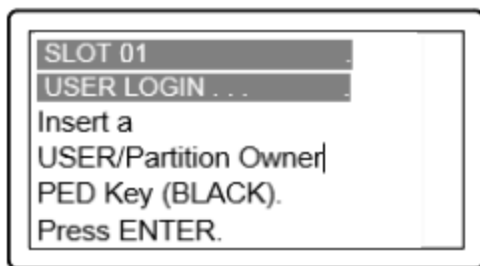 SLOT 01 .
USER LOGIN . . . .
Insert a
USER/Partition Owner
PED Key (BLACK).
Press ENTER.